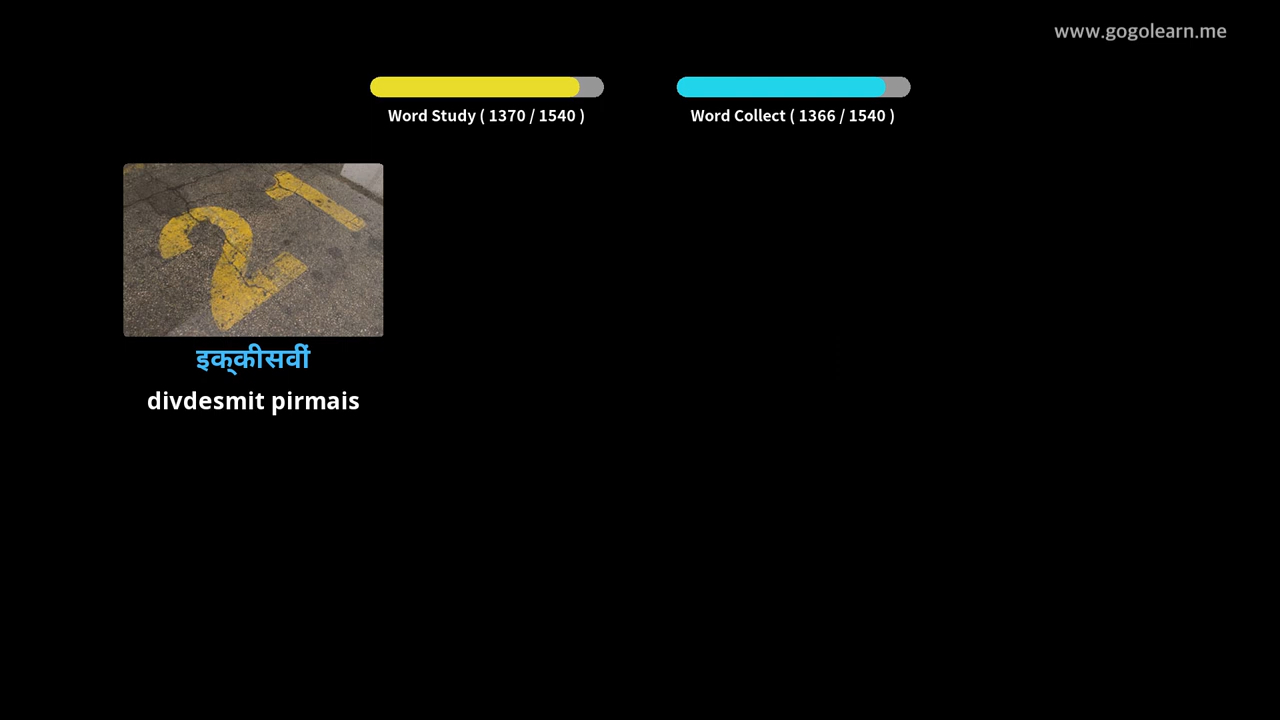 www.gogolearn.me
Word Study ( 1370 / 1540 )
Word Collect ( 1366 / 1540 )
21
इक्कीसवीं
divdesmit pirmais